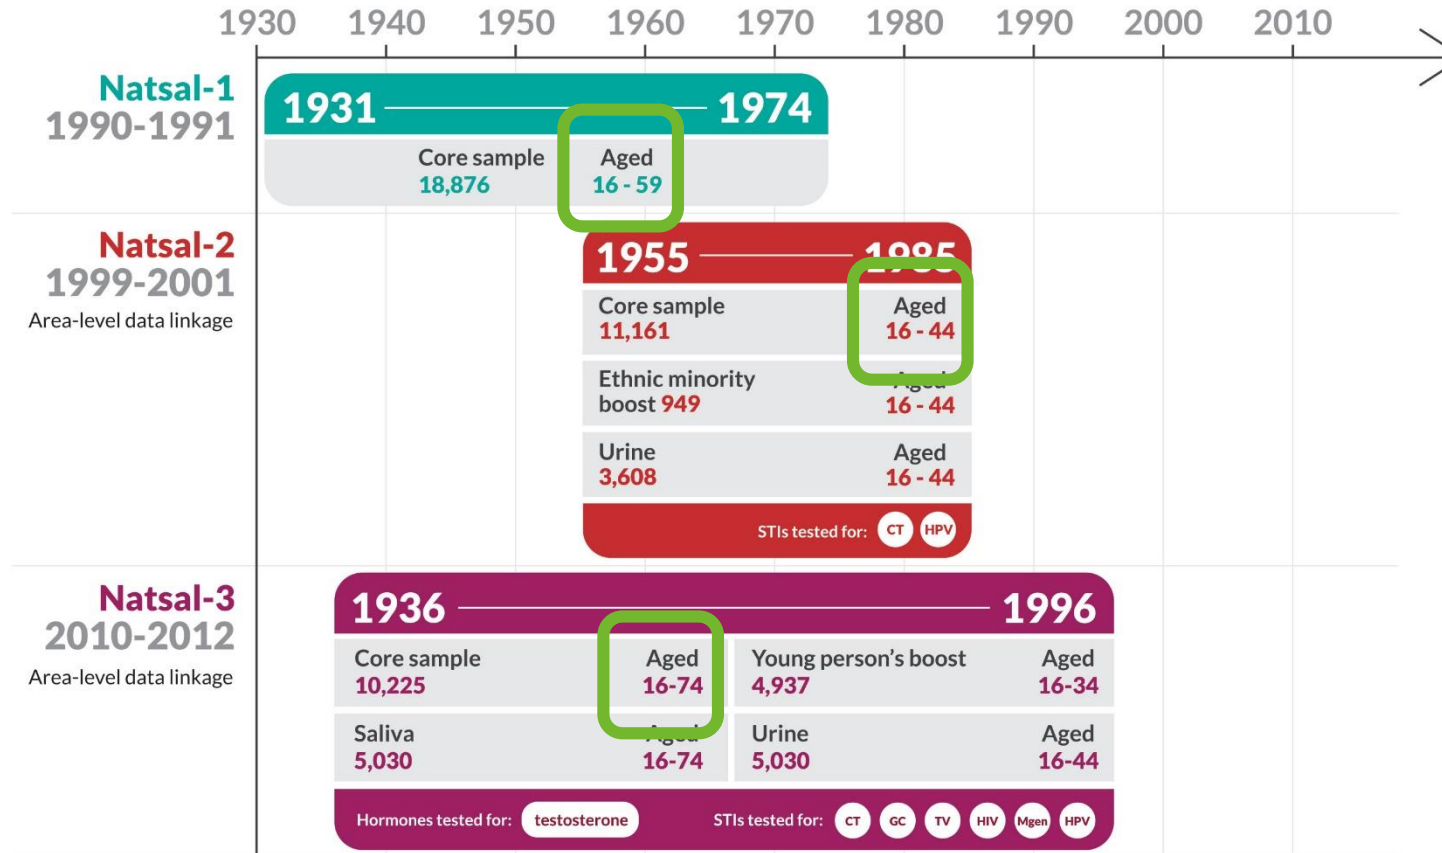 1930 1940 1950 1960 1970 1980 1990 2000 2010
Natsal-1
1990-1991
1931 1974
Core sample Aged
18,876 16 - 59
Natsal-2
1999-2001
Area-level data linkage
1955 1985
Core sample Aged
11,161 16 - 44
Ethnic minority Aged
boost 949 16 - 44
Urine Aged
3,608 16 - 44
STIs tested for: CT HPV
Natsal-3
2010-2012
Area-level data linkage
1936 1996
Core sample Aged Young person's boost Aged
10,225 16-74 4,937 16-34
Saliva Aged Urine Aged
5,030 16-74 5,030 16-44
Hormones tested for: testosterone STIs tested for: CT GC TV HIV Mgen HPV